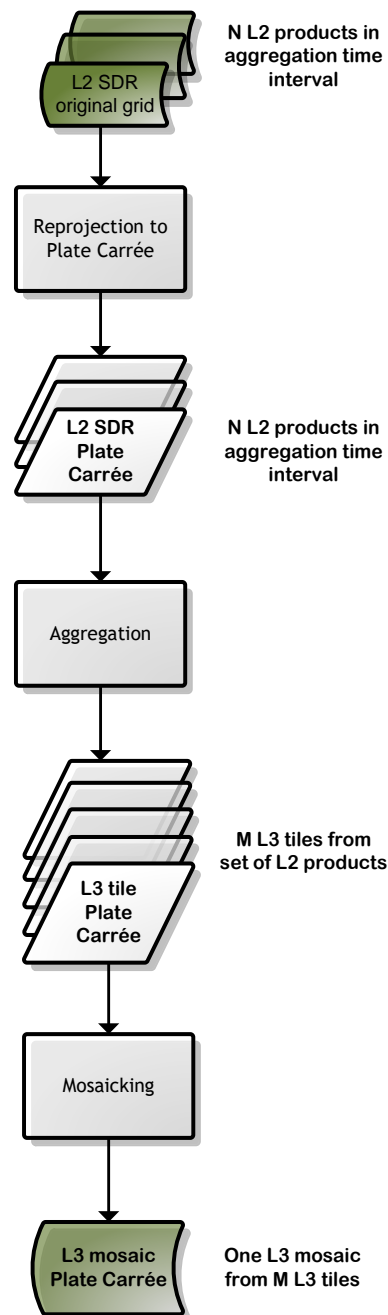 N L2 products in
aggregation time
interval
L2 SDR
original grid
Reprojection to
Plate Carrée
L2 SDR
Plate
Carrée
N L2 products in
aggregation time
interval
Aggregation
M L3 tiles from
set of L2 products
L3 tile
Plate
Carrée
Mosaicking
L3 mosaic
Plate Carrée
One L3 mosaic
from M L3 tiles